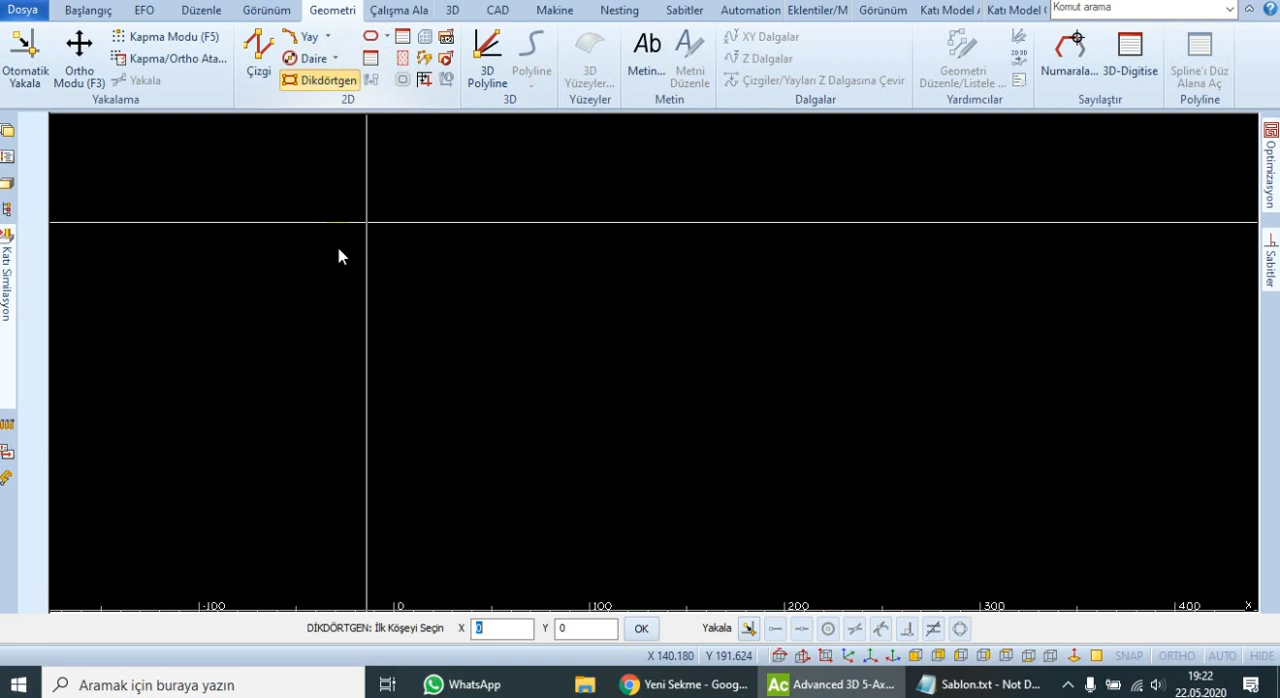 Dosya Başlangıç EFO Düzenle Görünüm Geometri Çalışma Ala 3D CAD Makine Nesting Sabitler Automation Eklentiler/M Görünüm Katı Model Katı Model Komut arama
Kapma Modu (F5) Yay XY Dalgalar
Kapma/Ortho Ata... Daire Z Dalgalar
Yakala Dikdörtgen Çizgiler/Yayları Z Dalgasına Çevir
Otomatik Yakala
Ortho Modu (F3)
Çizgi
3D Polyline
Polyline
3D Yüzeyler...
Ab
Metin...
Metni Düzenle
Geometri Düzenle/Listele ...
Numarala...
3D-Digitise
Spline'ı Düz Alana Aç
Yakalama 2D 3D Yüzeyler Metin Dalgalar Yardımcılar Sayılaştır Polyline
Katı Similasyon
Optimizasyon
Sabitler
-100 0 100 200 300 400 X
DİKDÖRTGEN: İlk Köşeyi Seçin X 0 Y 0 OK Yakala
X 140.180 Y 191.624 SNAP ORTHO AUTO HIDE
Aramak için buraya yazın WhatsApp Yeni Sekme - Goog... Ac Advanced 3D 5-Ax... Sablon.txt - Not D... 19:22
22.05.2020